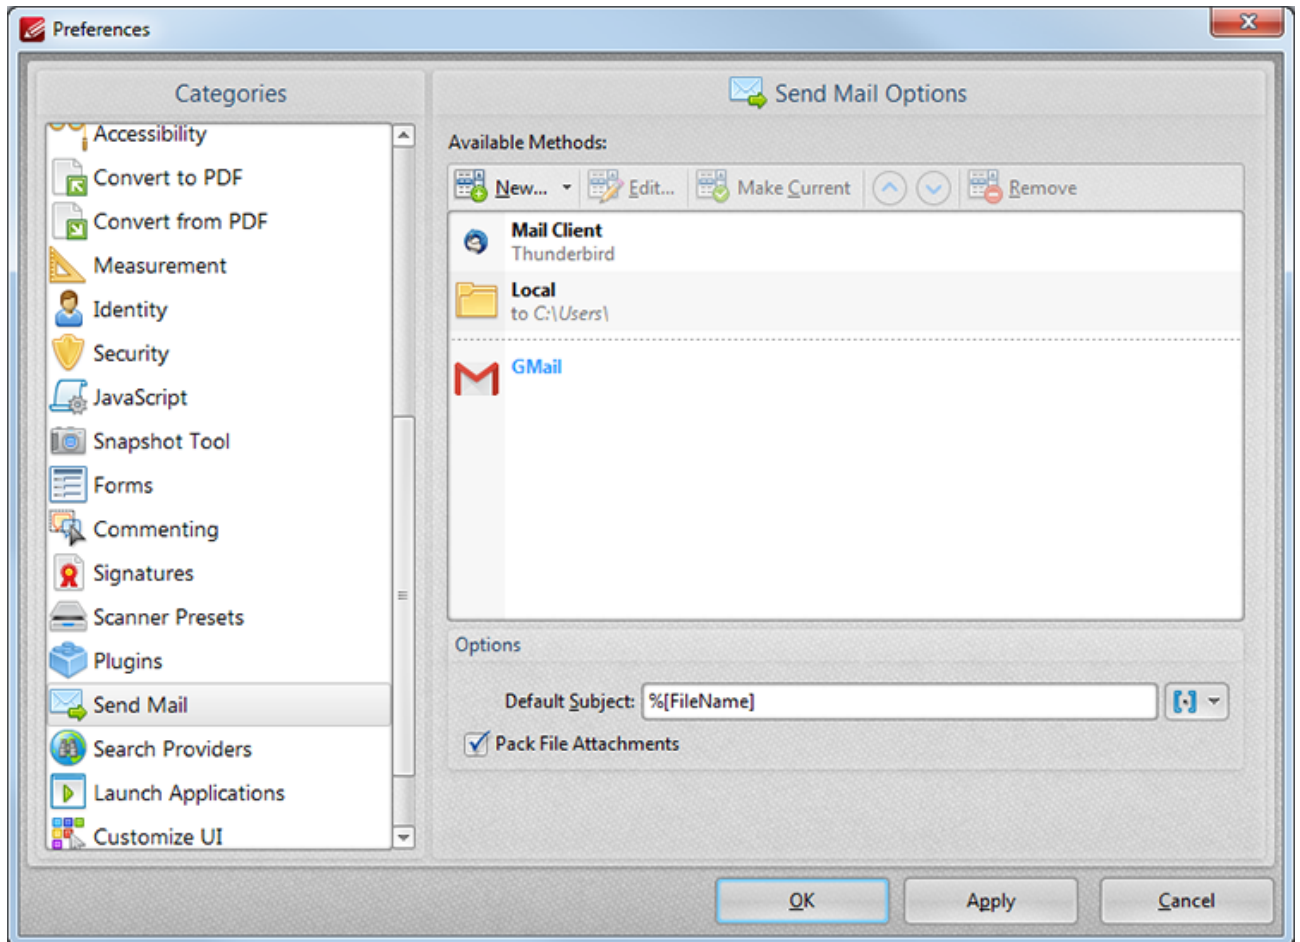 Preferences
Categories
Accessibility
Convert to PDF
Convert from PDF
Measurement
Identity
Security
JavaScript
Snapshot Tool
Forms
Commenting
Signatures
Scanner Presets
Plugins
Send Mail
Search Providers
Launch Applications
Customize UI
Send Mail Options
Available Methods:
New... Edit... Make Current Remove
Mail Client
Thunderbird
Local
to C:\Users\
GMail
Options
Default Subject: %[FileName]
Pack File Attachments
OK Apply Cancel